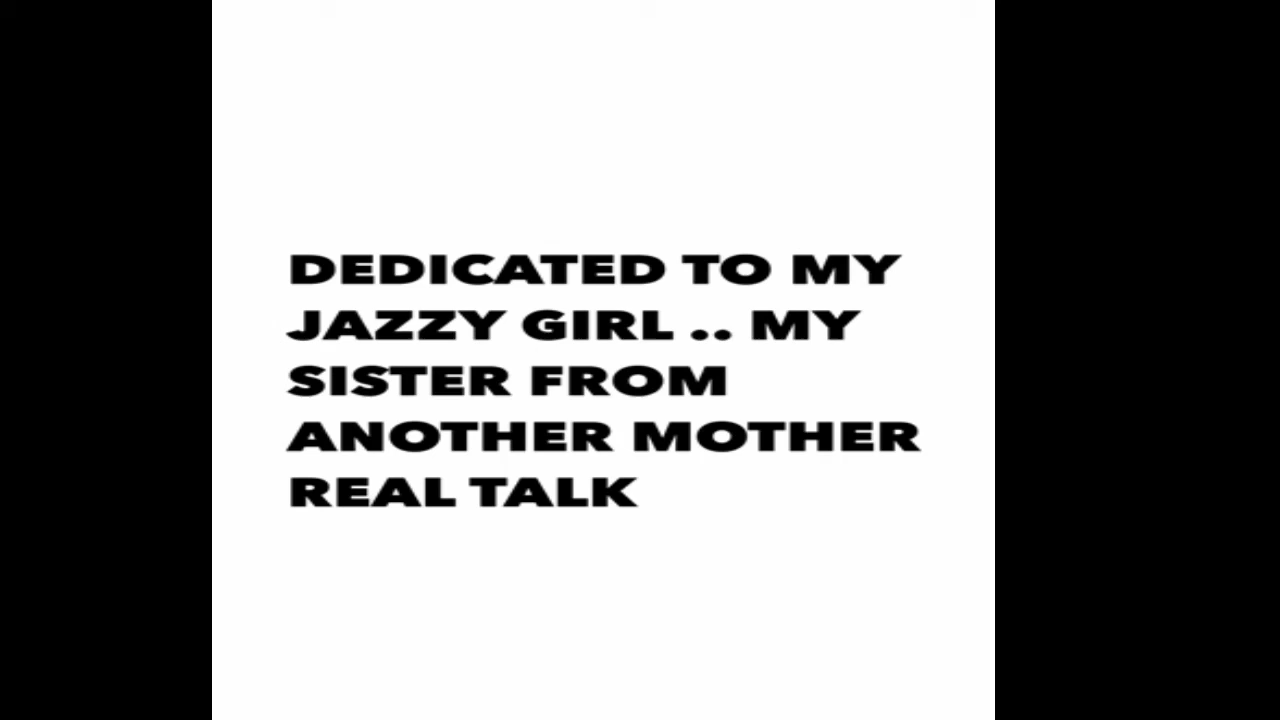 DEDICATED TO MY
JAZZY GIRL .. MY
SISTER FROM
ANOTHER MOTHER
REAL TALK